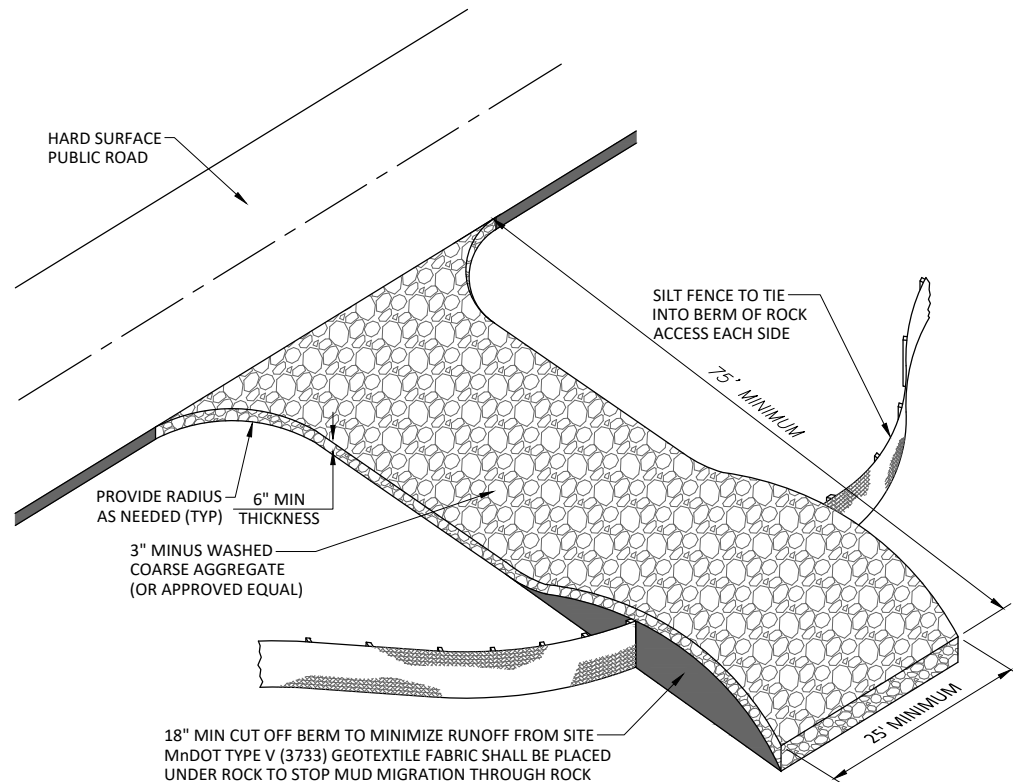 HARD SURFACE
PUBLIC ROAD
SILT FENCE TO TIE
INTO BERM OF ROCK
ACCESS EACH SIDE
75' MINIMUM
PROVIDE RADIUS
AS NEEDED (TYP)
6" MIN
THICKNESS
3" MINUS WASHED
COARSE AGGREGATE
(OR APPROVED EQUAL)
25' MINIMUM
18" MIN CUT OFF BERM TO MINIMIZE RUNOFF FROM SITE
MnDOT TYPE V (3733) GEOTEXTILE FABRIC SHALL BE PLACED
UNDER ROCK TO STOP MUD MIGRATION THROUGH ROCK